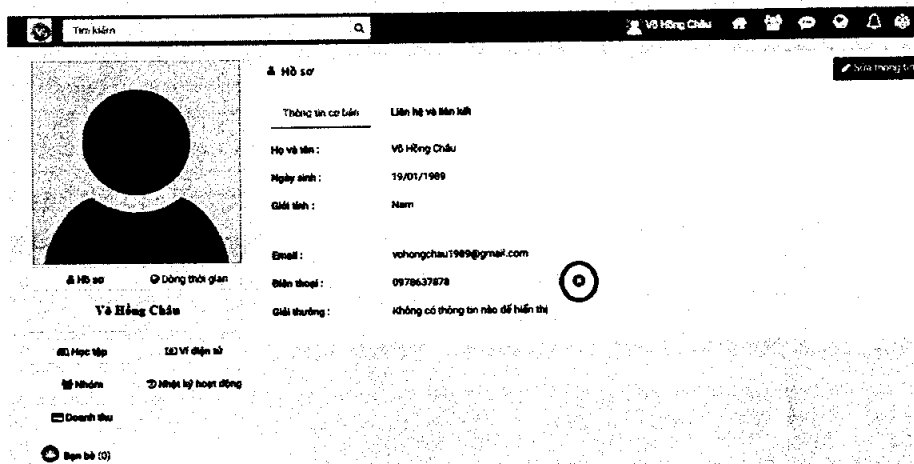 Tìm kiếm
Võ Hồng Châu
Hồ sơ
Sửa thông tin
Thông tin cơ bản
Liên hệ và liên kết
Họ và tên : Võ Hồng Châu
Ngày sinh : 19/01/1989
Giới tính : Nam
Email : vohongchau1989@gmail.com
Điện thoại : 0978637878
Giải thưởng : Không có thông tin nào để hiển thị
Hồ sơ
Dòng thời gian
Võ Hồng Châu
Học tập
Ví điện tử
Nhóm
Nhật ký hoạt động
Doanh thu
Bạn bè (0)